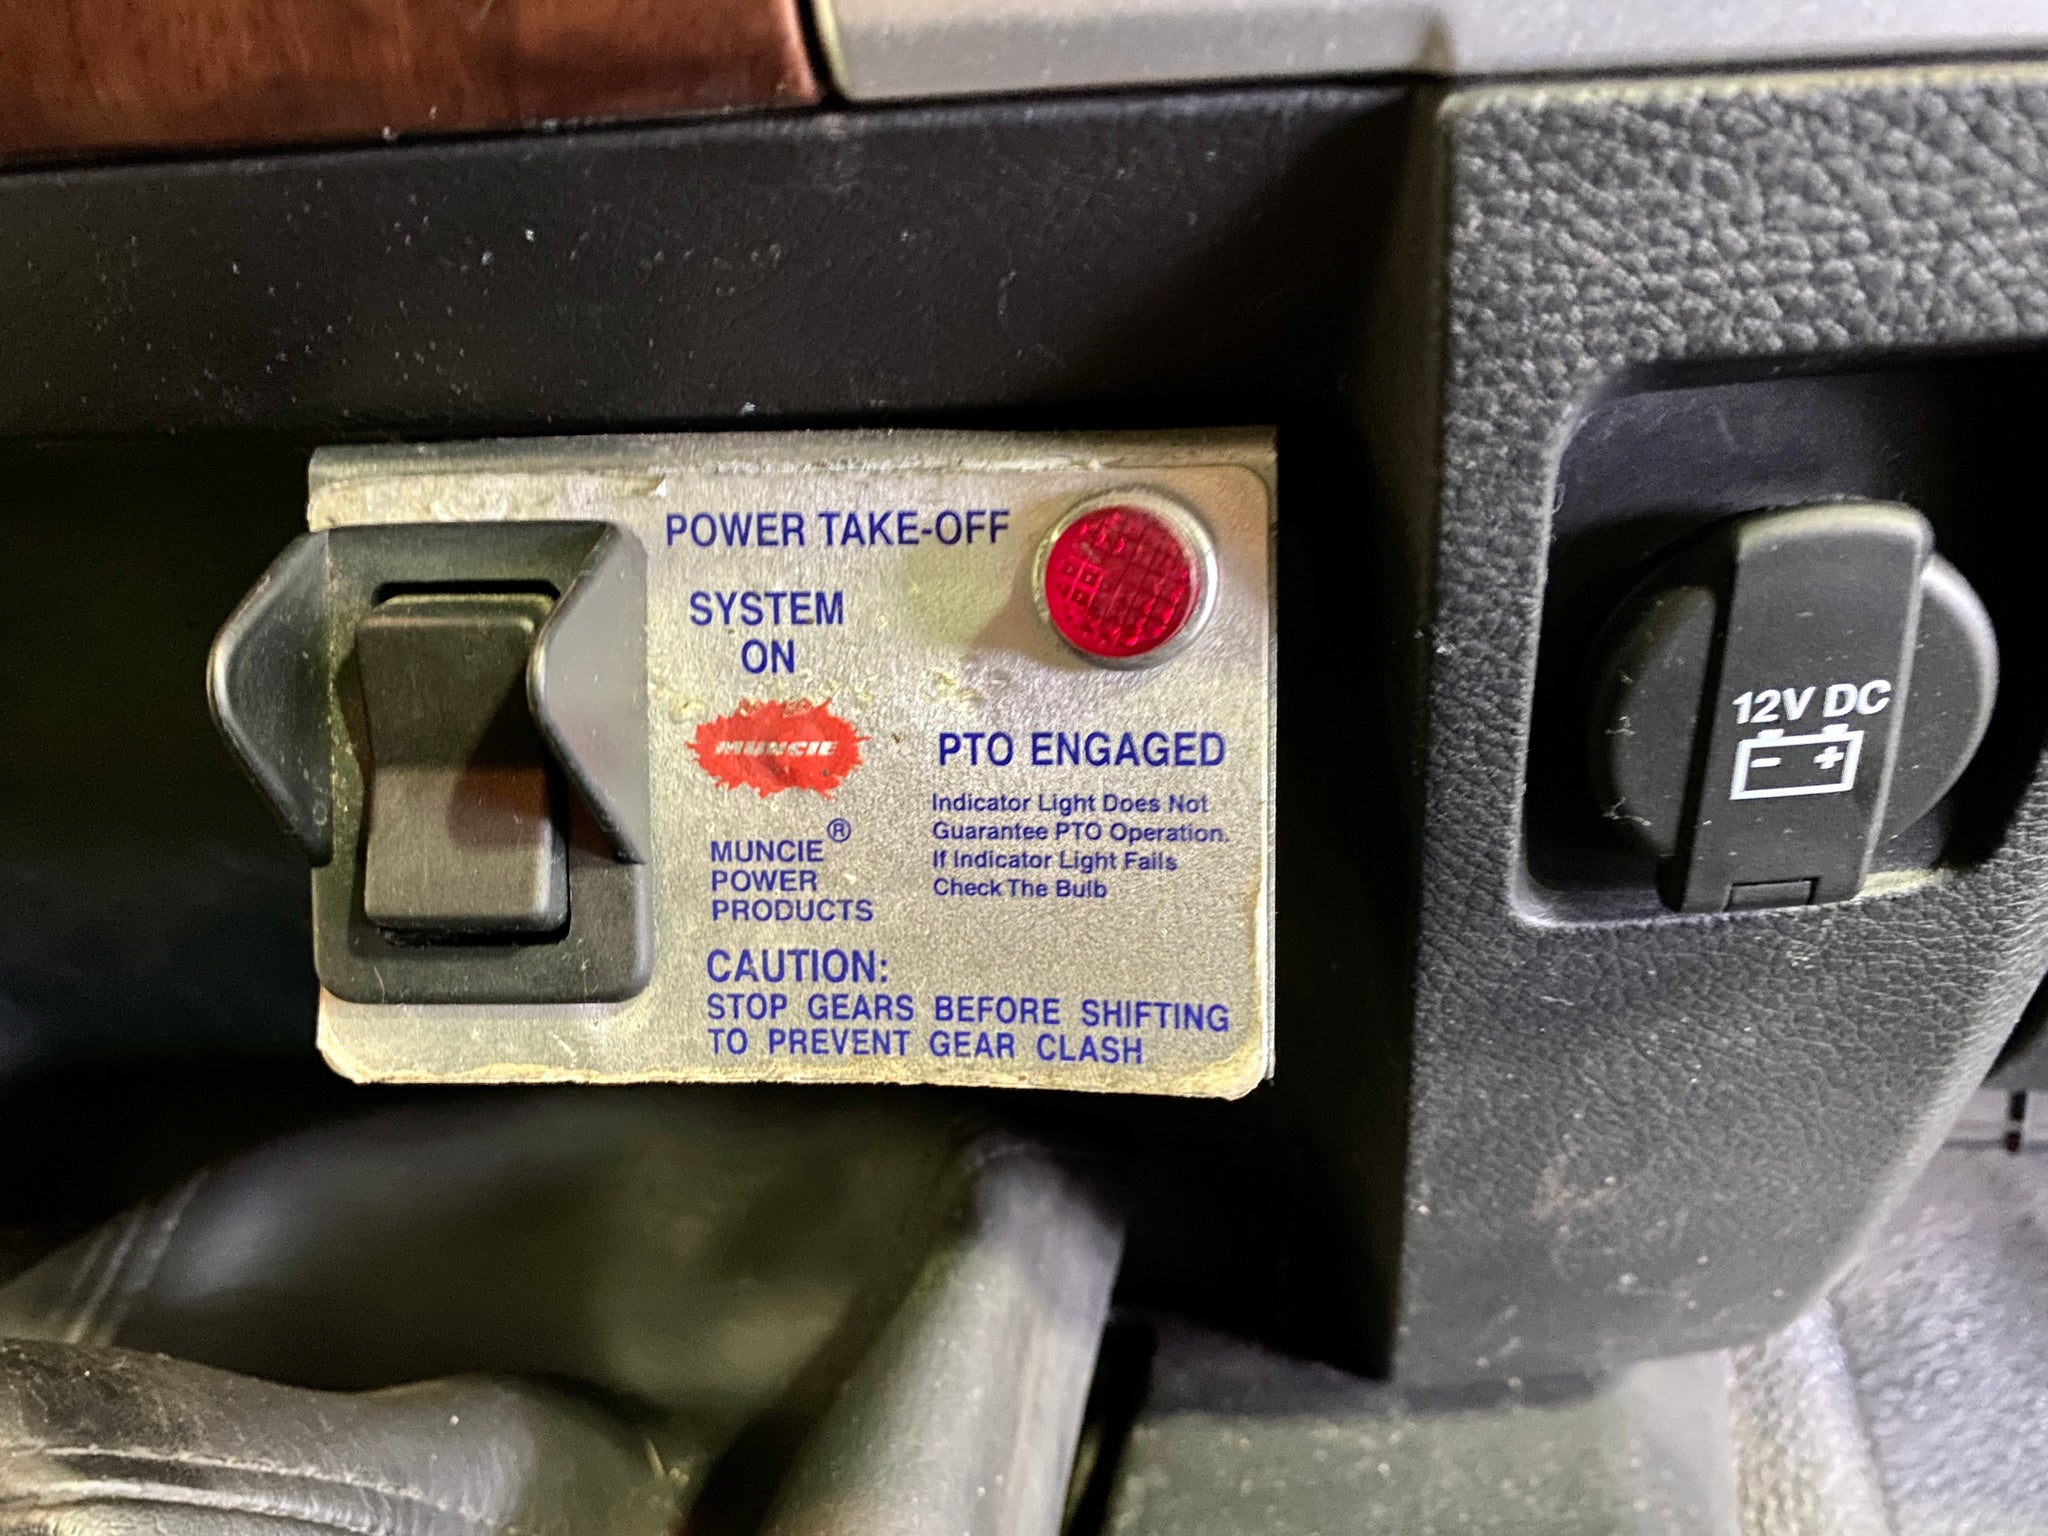 POWER TAKE-OFF
SYSTEM
ON
MUNCIE
MUNCIE®
POWER
PRODUCTS
PTO ENGAGED
Indicator Light Does Not
Guarantee PTO Operation.
If Indicator Light Fails
Check The Bulb
CAUTION:
STOP GEARS BEFORE SHIFTING
TO PREVENT GEAR CLASH
12V DC
- +